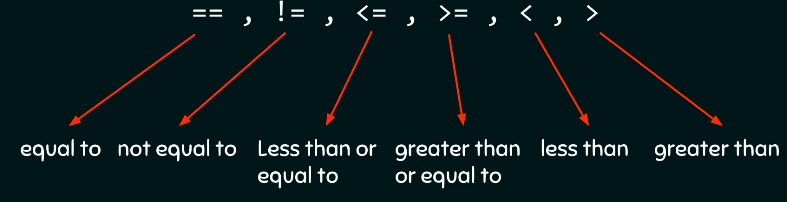 == , != , <= , >= , < , >
equal to not equal to Less than or greater than less than greater than
equal to or equal to